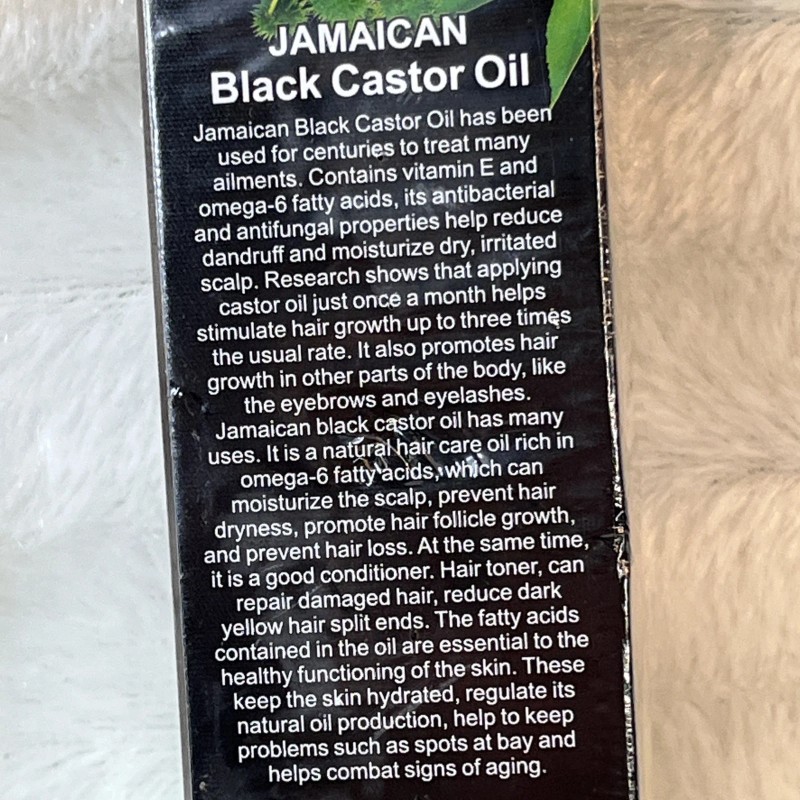 JAMAICAN
Black Castor Oil
Jamaican Black Castor Oil has been
used for centuries to treat many
ailments. Contains vitamin E and
omega-6 fatty acids, its antibacterial
and antifungal properties help reduce
dandruff and moisturize dry, irritated
scalp. Research shows that applying
castor oil just once a month helps
stimulate hair growth up to three times
the usual rate. It also promotes hair
growth in other parts of the body, like
the eyebrows and eyelashes.
Jamaican black castor oil has many
uses. It is a natural hair care oil rich in
omega-6 fatty acids, which can
moisturize the scalp, prevent hair
dryness, promote hair follicle growth,
and prevent hair loss. At the same time,
it is a good conditioner. Hair toner, can
repair damaged hair, reduce dark
yellow hair split ends. The fatty acids
contained in the oil are essential to the
healthy functioning of the skin. These
keep the skin hydrated, regulate its
natural oil production, help to keep
problems such as spots at bay and
helps combat signs of aging.